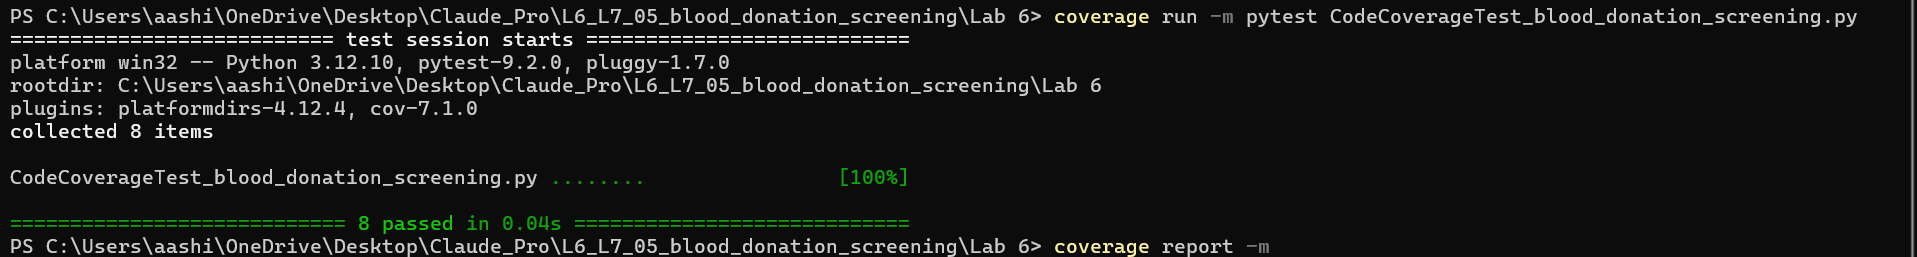 PS C:\Users\aashi\OneDrive\Desktop\Claude_Pro\L6_L7_05_blood_donation_screening\Lab 6> coverage run -m pytest CodeCoverageTest_blood_donation_screening.py
=========================== test session starts ===========================
platform win32 -- Python 3.12.10, pytest-9.2.0, pluggy-1.7.0
rootdir: C:\Users\aashi\OneDrive\Desktop\Claude_Pro\L6_L7_05_blood_donation_screening\Lab 6
plugins: platformdirs-4.12.4, cov-7.1.0
collected 8 items
CodeCoverageTest_blood_donation_screening.py ........                [100%]
============================ 8 passed in 0.04s ============================
PS C:\Users\aashi\OneDrive\Desktop\Claude_Pro\L6_L7_05_blood_donation_screening\Lab 6> coverage report -m